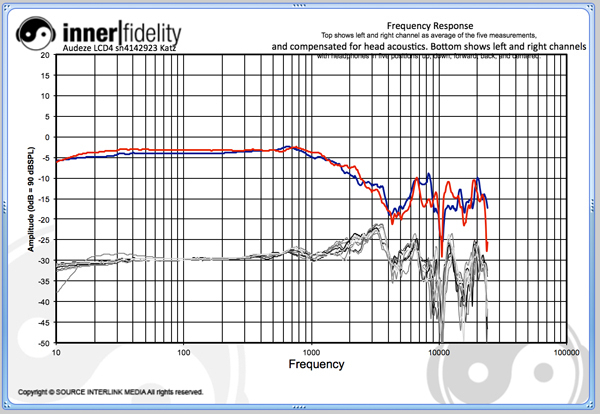 inner|fidelity
Frequency Response
Top shows left and right channel as average of the five measurements,
Audeze LCD4 sn4142923 Katz
and compensated for head acoustics. Bottom shows left and right channels
with headphones in five positions: up, down, forward, back, and centered.
20
15
10
5
0
-5
-10
-15
-20
-25
-30
-35
-40
-45
-50
Amplitude (0dB = 90 dBSPL)
10
100
1000
10000
100000
Frequency
Copyright © SOURCE INTERLINK MEDIA All rights reserved.